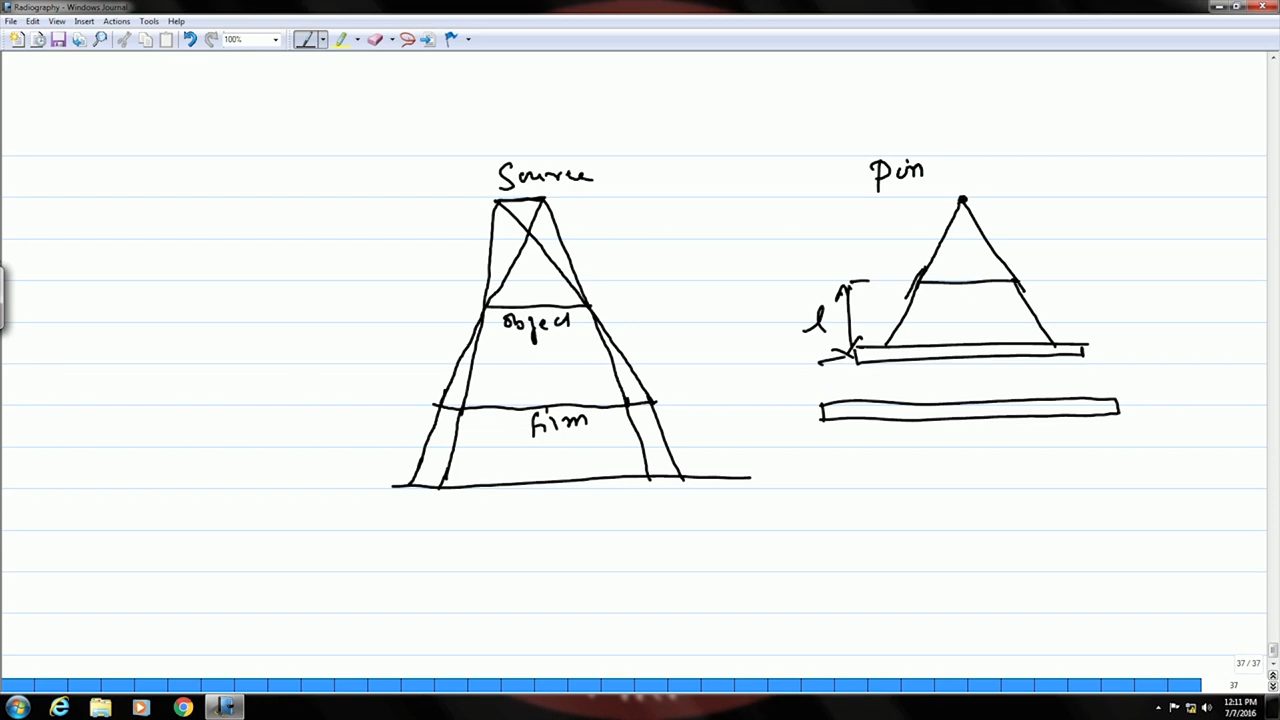 Radiography - Windows Journal
File Edit View Insert Actions Tools Help
100%
Source
Pin
object
l
firm
37 / 37
37
12:11 PM
7/7/2016